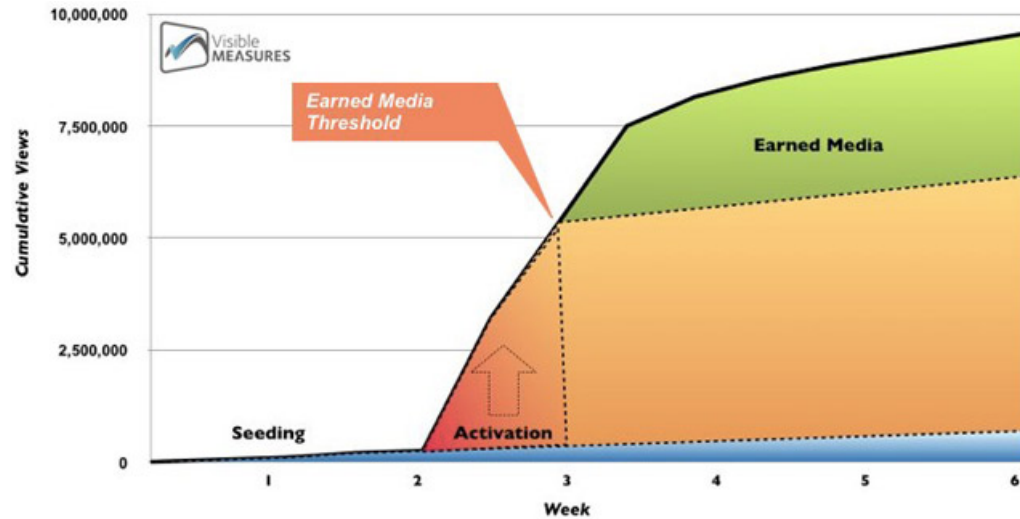 10,000,000
Visible
MEASURES
Earned Media
Threshold
7,500,000
Earned Media
Cumulative Views
5,000,000
2,500,000
Seeding
Activation
0
1 2 3 4 5 6
Week